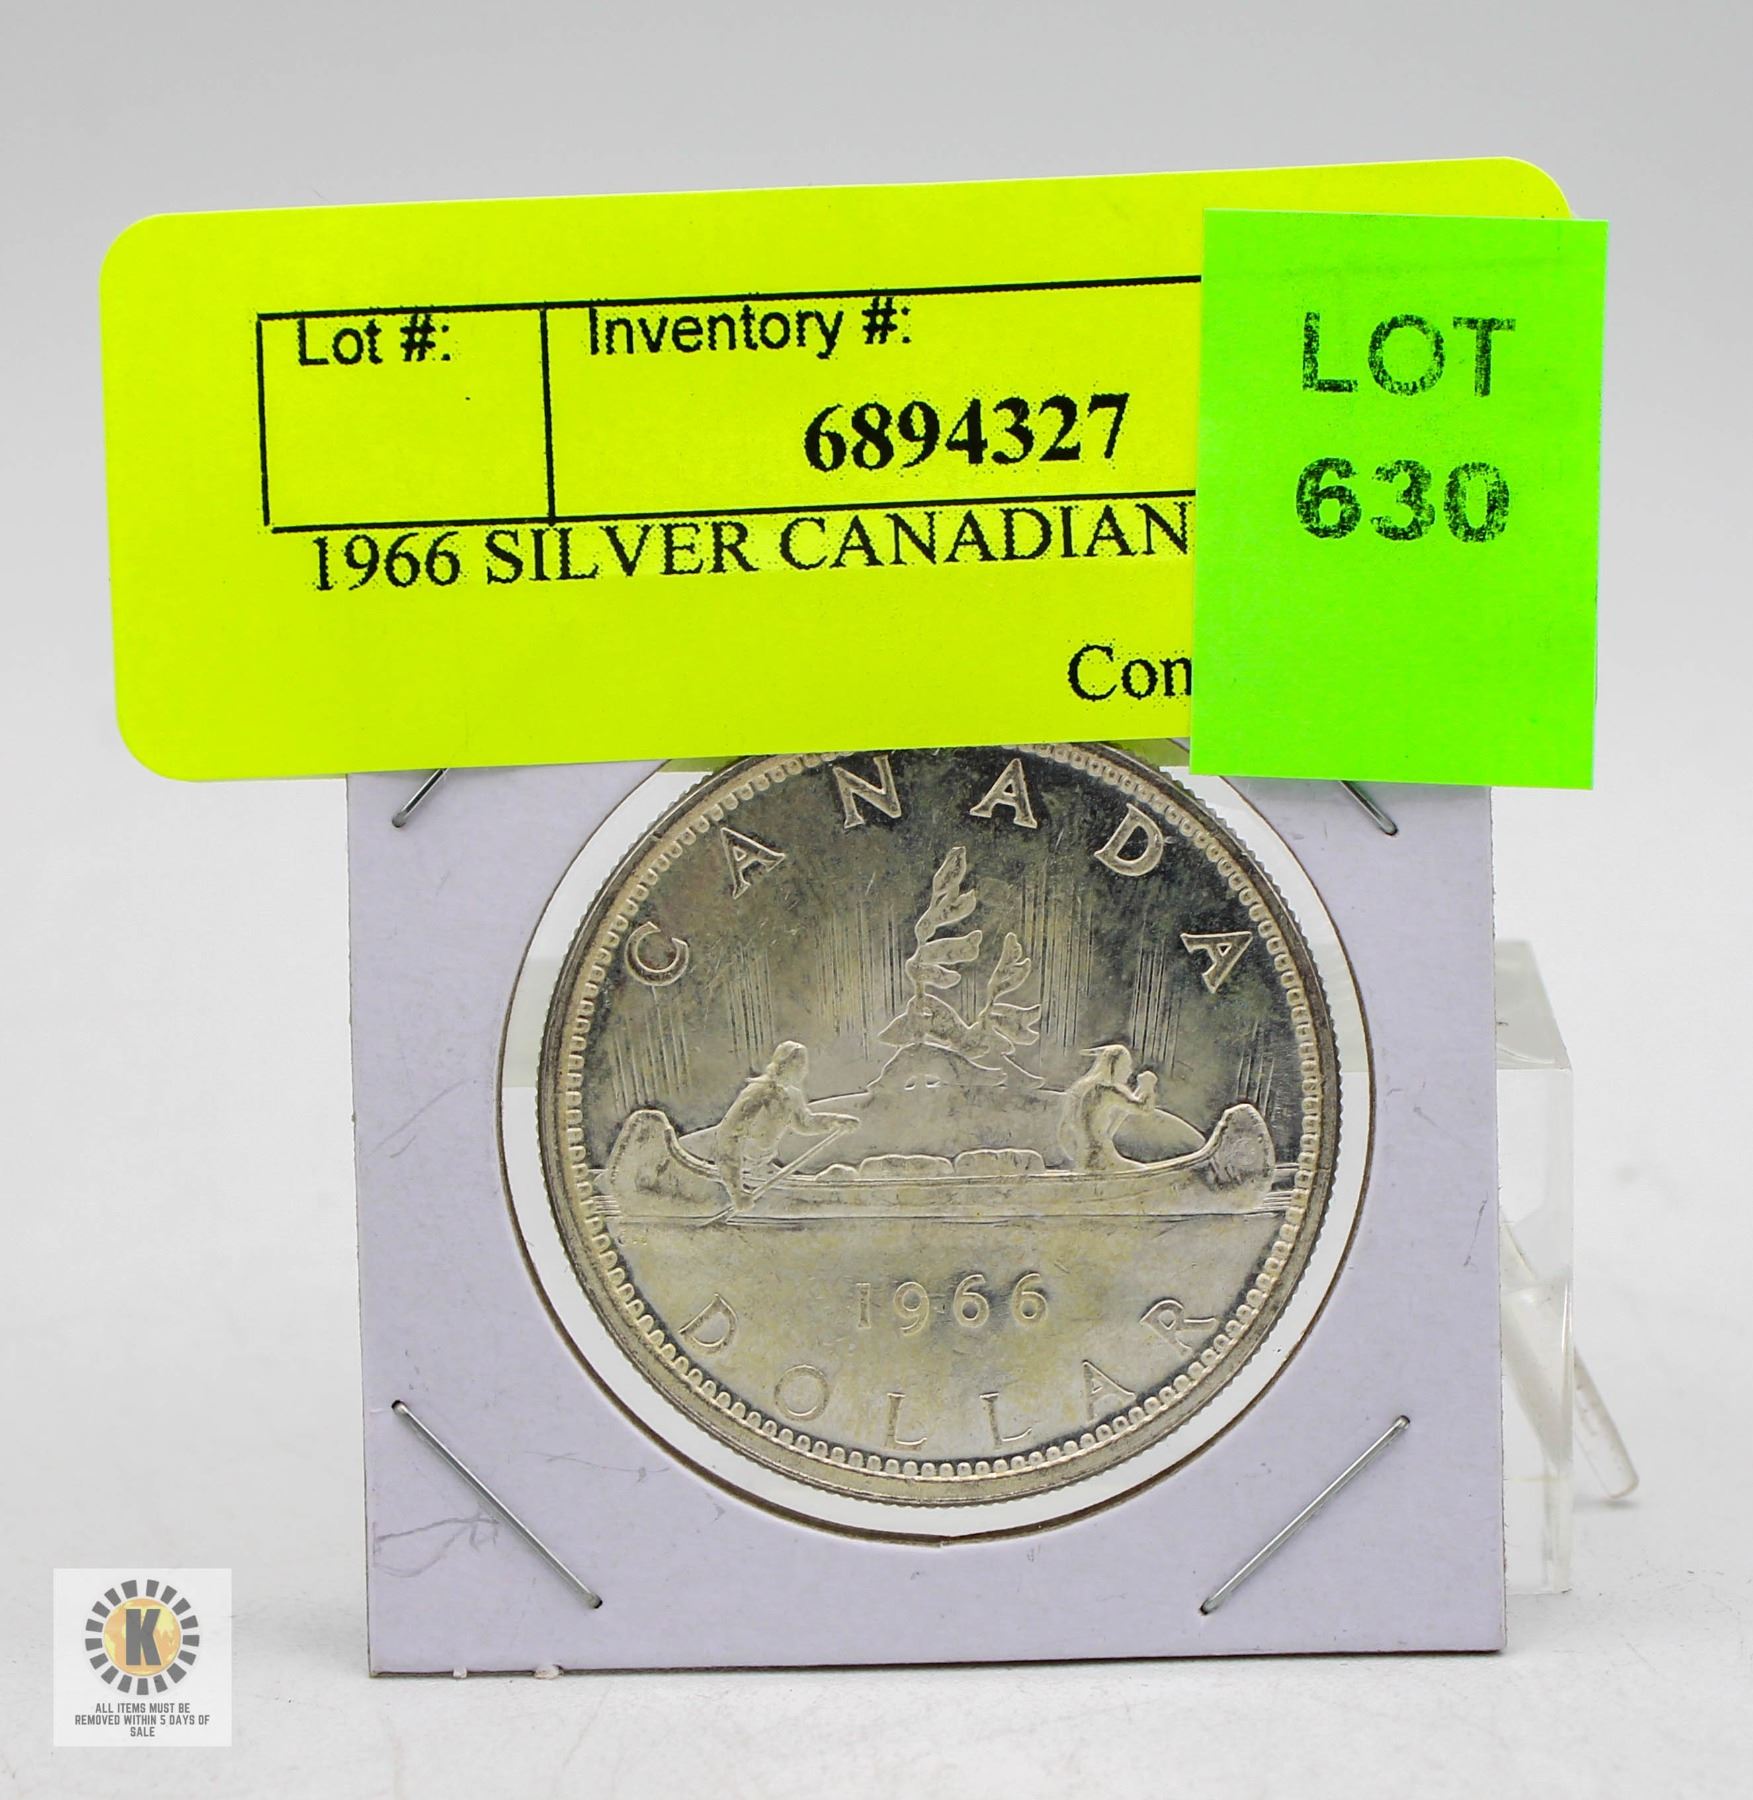 Lot #:
Inventory #:
6894327
1966 SILVER CANADIAN
Con
LOT
630
CANADA
1966
DOLLAR
K
ALL ITEMS MUST BE
REMOVED WITHIN 5 DAYS OF
SALE